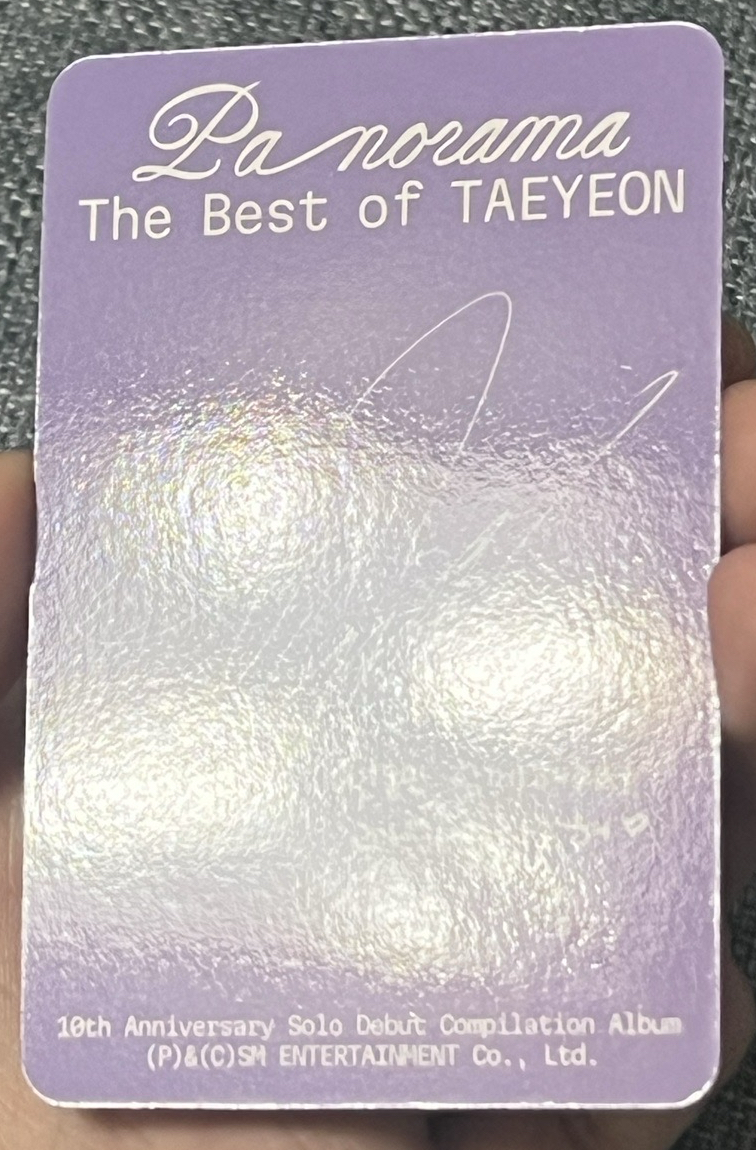 Panorama
The Best of TAEYEON
10th Anniversary Solo Debut Compilation Album
(P)&(C)SM ENTERTAINMENT Co., Ltd.